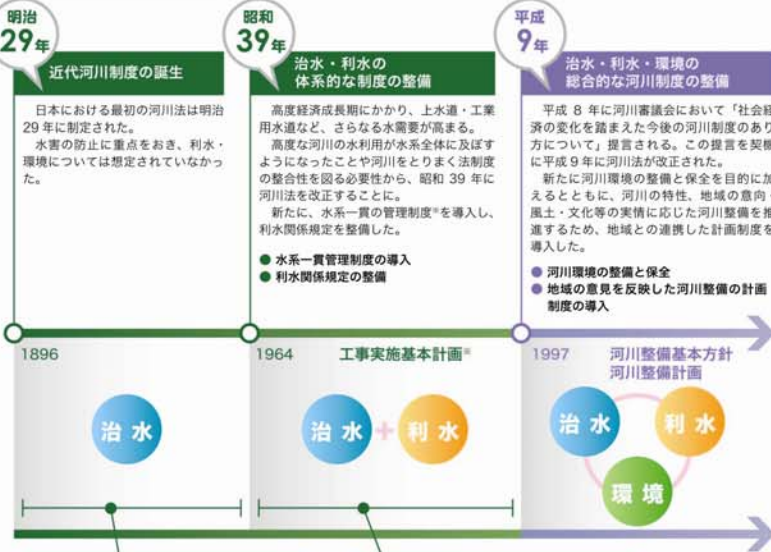 明治
29年
近代河川制度の誕生
日本における最初の河川法は明治
29 年に制定された。
水害の防止に重点をおき、利水・
環境については想定されていなかっ
た。
昭和
39年
治水・利水の
体系的な制度の整備
高度経済成長期にかかり、上水道・工業
用水道など、さらなる水需要が高まる。
高度な河川の水利用が水系全体に及ぼす
ようになったことや河川をとりまく法制度
の整合性を図る必要性から、昭和 39 年に
河川法を改正することに。
新たに、水系一貫の管理制度※を導入し、
利水関係規定を整備した。
● 水系一貫管理制度の導入
● 利水関係規定の整備
平成
9年
治水・利水・環境の
総合的な河川制度の整備
平成 8 年に河川審議会において「社会経
済の変化を踏まえた今後の河川制度のあり
方について」提言される。この提言を契機
に平成 9 年に河川法が改正された。
新たに河川環境の整備と保全を目的に加
えるとともに、河川の特性、地域の意向・
風土・文化等の実情に応じた河川整備を推
進するため、地域との連携した計画制度を
導入した。
● 河川環境の整備と保全
● 地域の意見を反映した河川整備の計画
制度の導入
1896
治水
1964 工事実施基本計画※
治水 + 利水
1997 河川整備基本方針
河川整備計画
治水 利水
環境